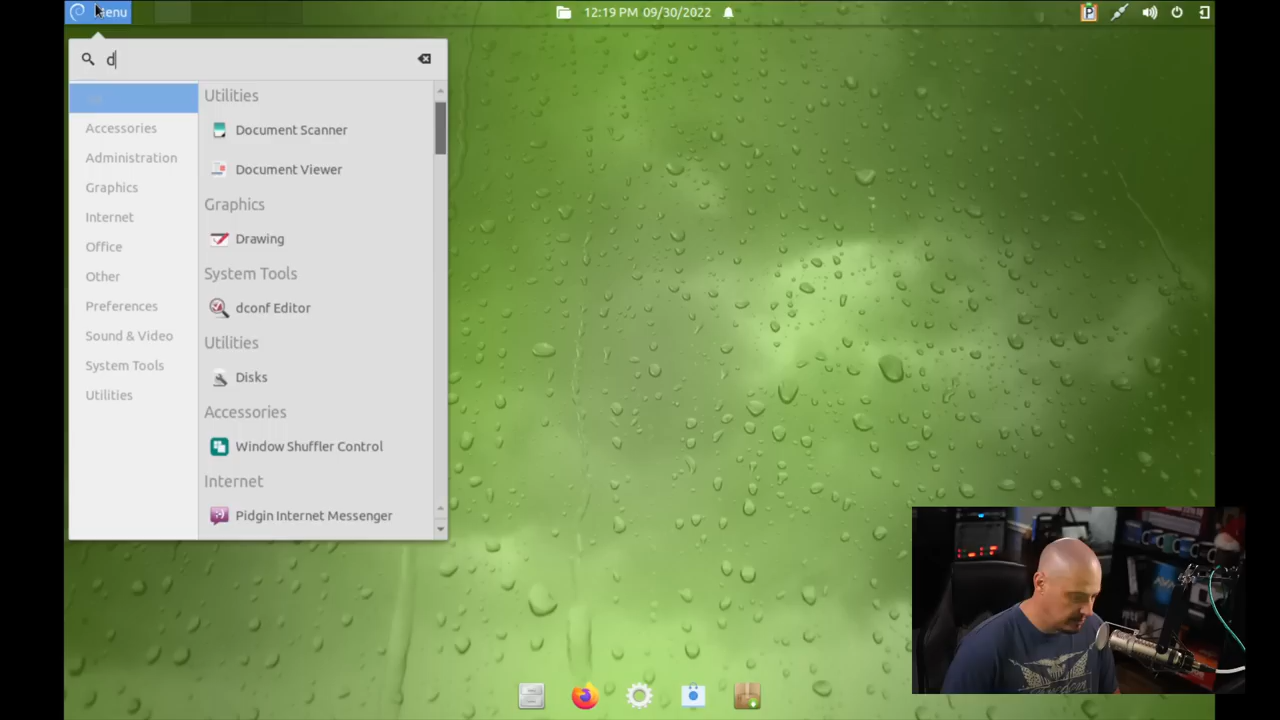 Menu
12:19 PM 09/30/2022
d
Accessories
Administration
Graphics
Internet
Office
Other
Preferences
Sound & Video
System Tools
Utilities
Utilities
Document Scanner
Document Viewer
Graphics
Drawing
System Tools
dconf Editor
Utilities
Disks
Accessories
Window Shuffler Control
Internet
Pidgin Internet Messenger